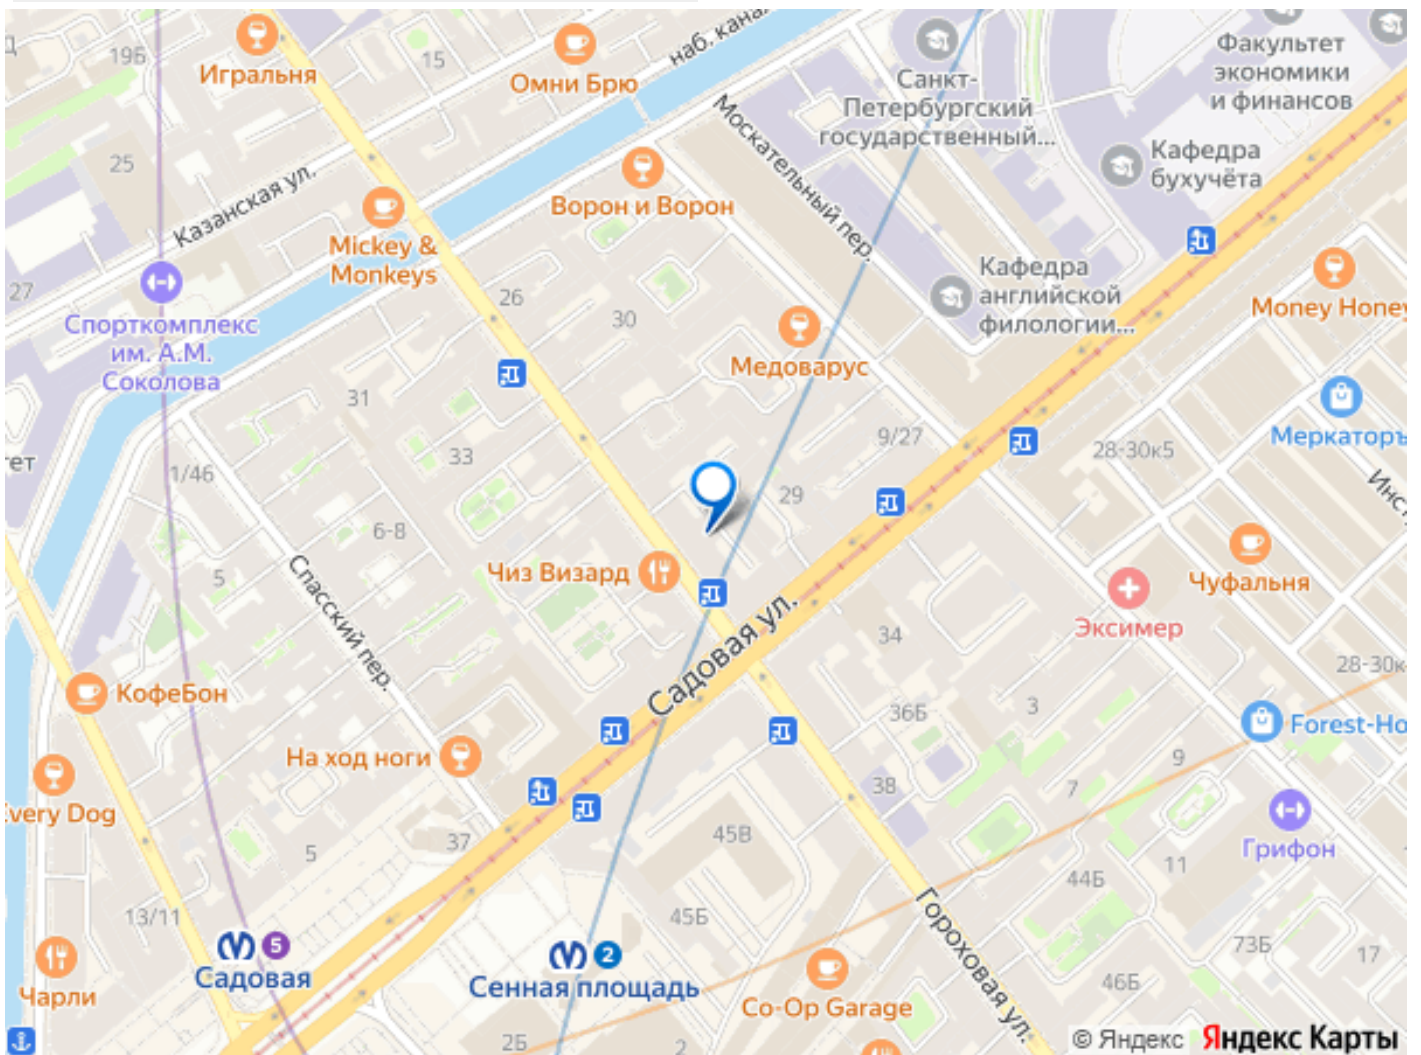 19Б
Игральня
15
Омни Брю
наб. кана
Санкт-
Петербургский
государственный...
Факультет
экономики
и финансов
Кафедра
бухучёта
25
Казанская ул.
Москательный пер.
Ворон и Ворон
Mickey &
Monkeys
Кафедра
английской
филологии...
Money Honey
27
26
30
Спорткомплекс
им. А.М.
Соколова
Медоварус
31
Меркаторъ
9/27
28-30к5
ет
33
1/46
29
Инс
6-8
Чиз Визард
Чуфальня
5
Спасский пер.
Эксимер
Садовая ул.
34
28-30к
КофеБон
36Б
3
Forest-Ho
На ход ноги
9
38
7
Every Dog
45В
37
5
Грифон
11
44Б
13/11
45Б
Гороховая ул.
5
Садовая
2
Сенная площадь
73Б
17
46Б
Чарли
Co-Op Garage
2Б
2
© Яндекс Яндекс Карты